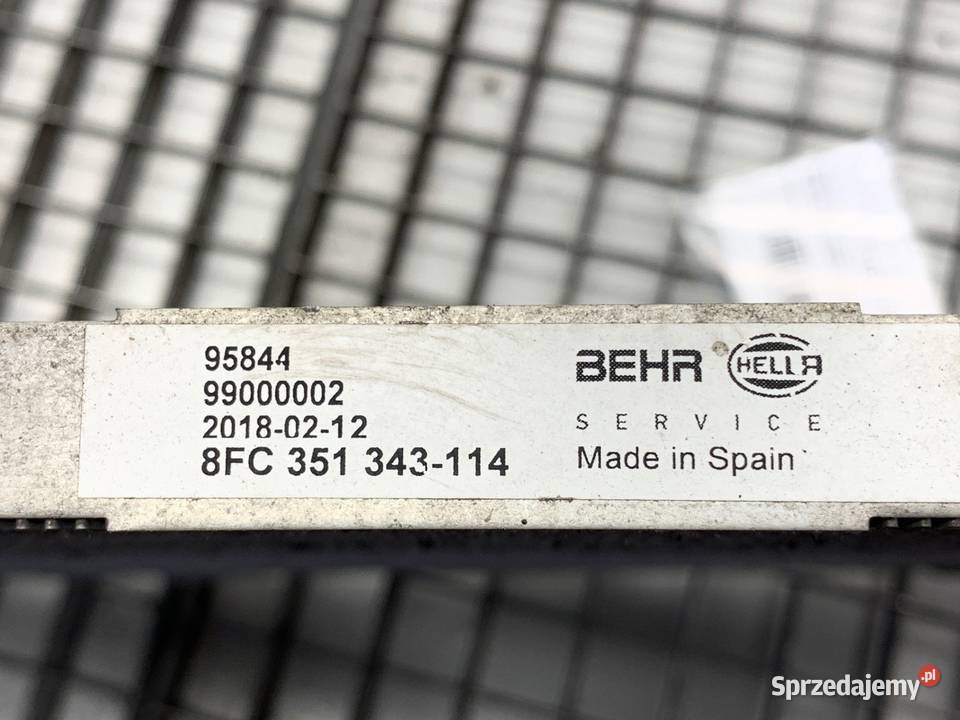 95844
99000002
2018-02-12
8FC 351 343-114
BEHR HELLA
SERVICE
Made in Spain
Sprzedajemy.pl